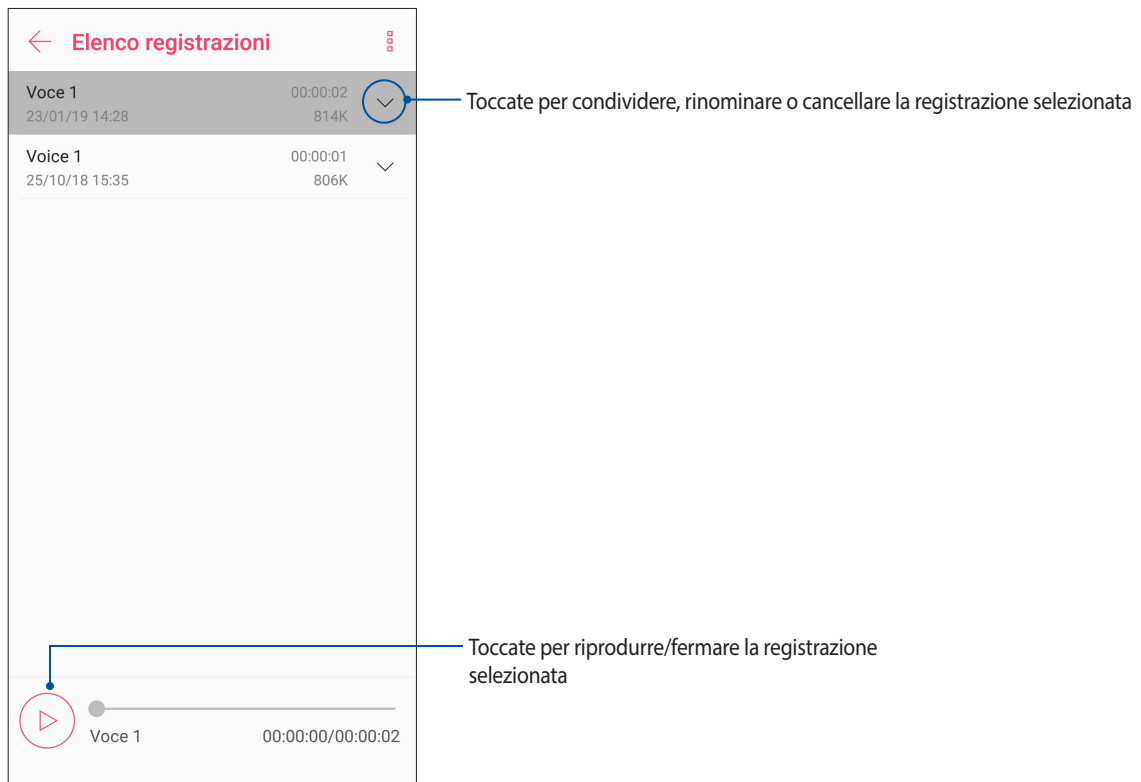 Elenco registrazioni
Voce 1 00:00:02
23/01/19 14:28 814K
Toccate per condividere, rinominare o cancellare la registrazione selezionata
Voice 1 00:00:01
25/10/18 15:35 806K
Toccate per riprodurre/fermare la registrazione
selezionata
Voce 1 00:00:00/00:00:02